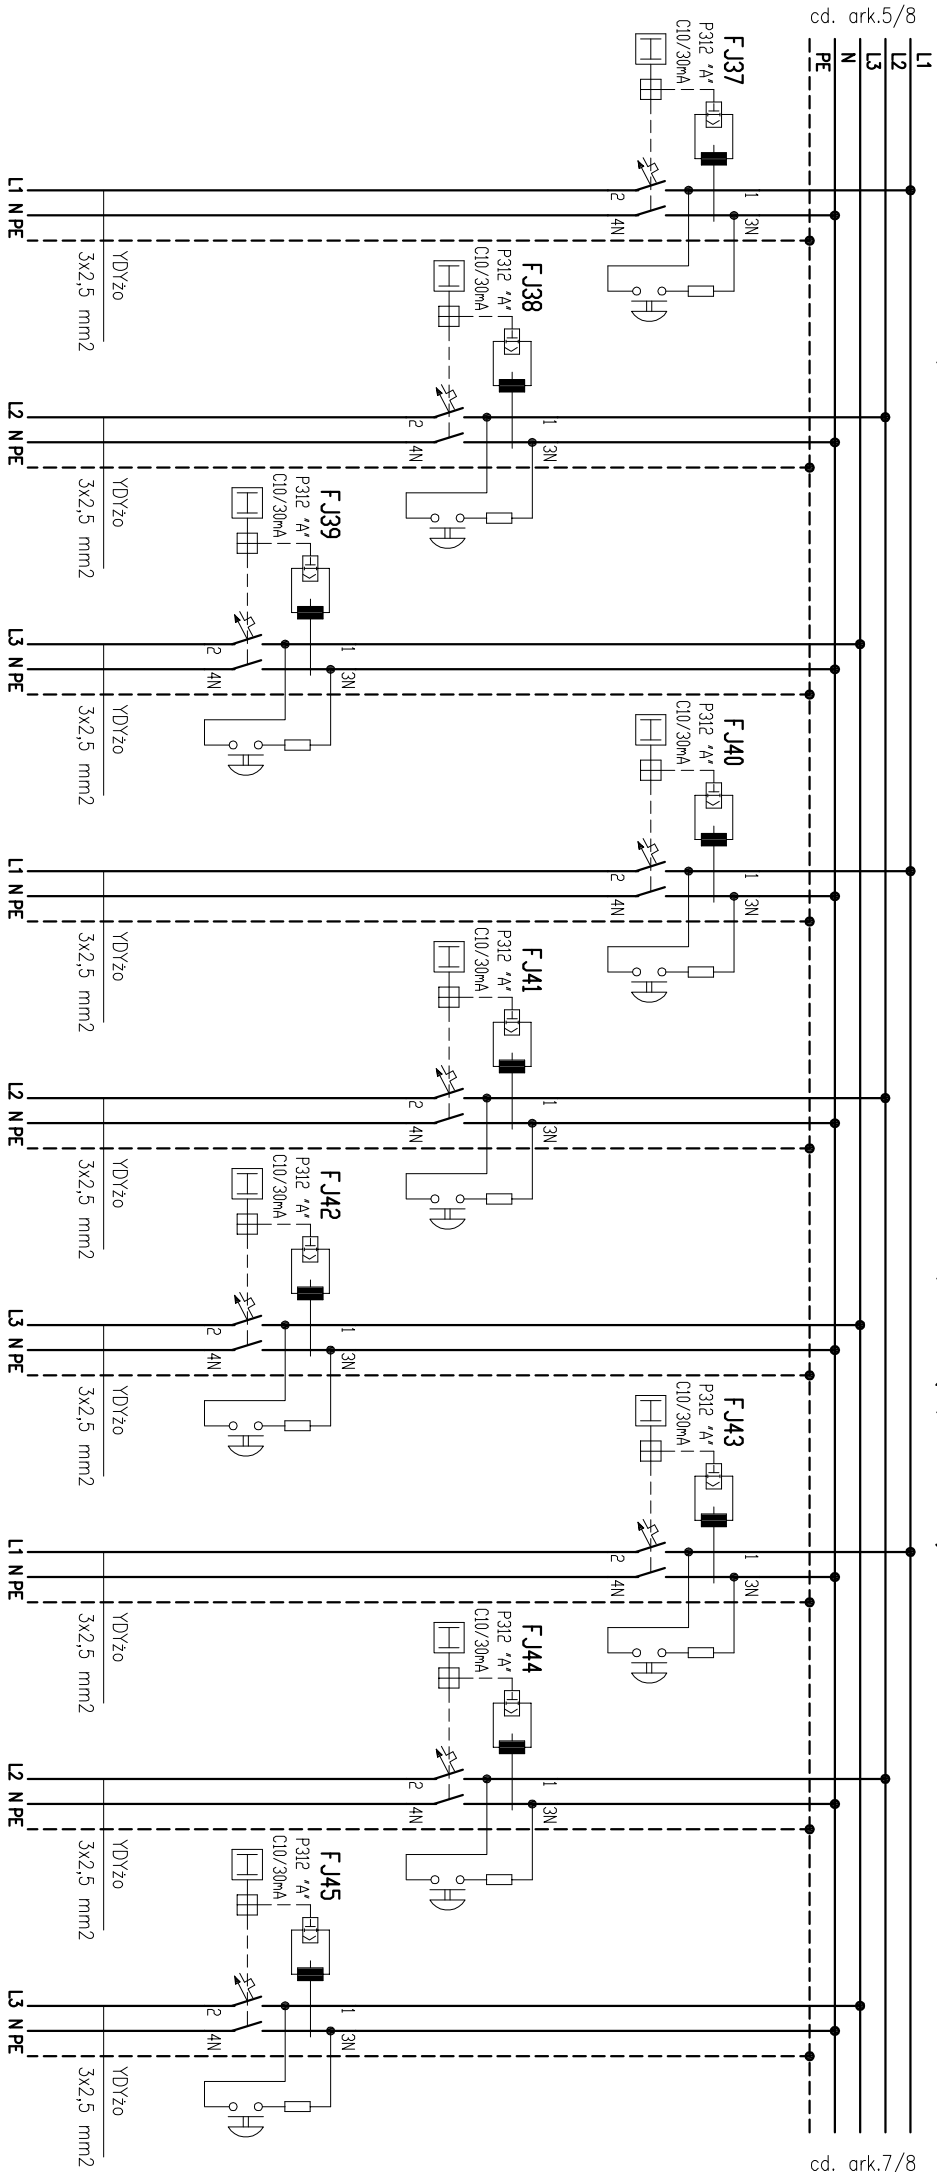 cd. ark.5/8
L1
L2
L3
N
PE
FJ37
P312 "A"
C10/30mA
1
3N
2
4N
L1 N PE
YDYżo
3x2,5 mm2
FJ38
P312 "A"
C10/30mA
1
3N
2
4N
L2 N PE
YDYżo
3x2,5 mm2
FJ39
P312 "A"
C10/30mA
1
3N
2
4N
L3 N PE
YDYżo
3x2,5 mm2
FJ40
P312 "A"
C10/30mA
1
3N
2
4N
L1 N PE
YDYżo
3x2,5 mm2
FJ41
P312 "A"
C10/30mA
1
3N
2
4N
L2 N PE
YDYżo
3x2,5 mm2
FJ42
P312 "A"
C10/30mA
1
3N
2
4N
L3 N PE
YDYżo
3x2,5 mm2
FJ43
P312 "A"
C10/30mA
1
3N
2
4N
L1 N PE
YDYżo
3x2,5 mm2
FJ44
P312 "A"
C10/30mA
1
3N
2
4N
L2 N PE
YDYżo
3x2,5 mm2
FJ45
P312 "A"
C10/30mA
1
3N
2
4N
L3 N PE
YDYżo
3x2,5 mm2
cd. ark.7/8